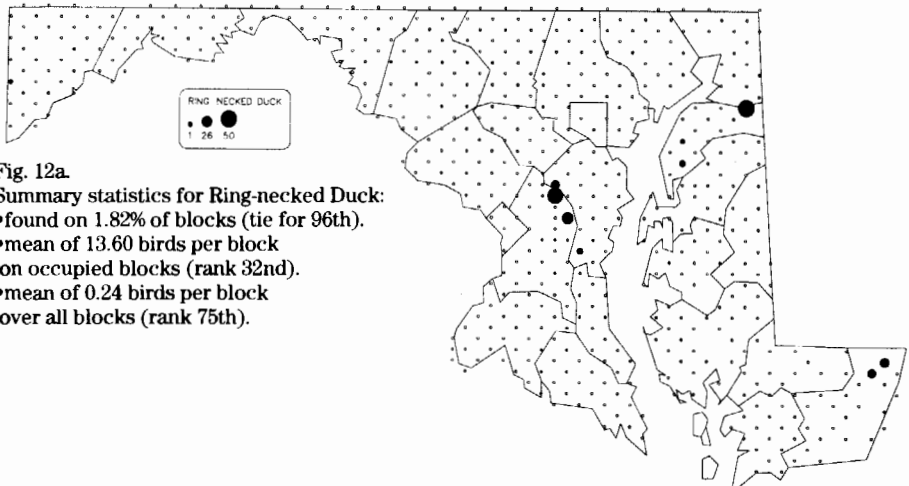 RING NECKED DUCK
1 26 50
Fig. 12a.
Summary statistics for Ring-necked Duck:
•found on 1.82% of blocks (tie for 96th).
•mean of 13.60 birds per block
on occupied blocks (rank 32nd).
•mean of 0.24 birds per block
over all blocks (rank 75th).